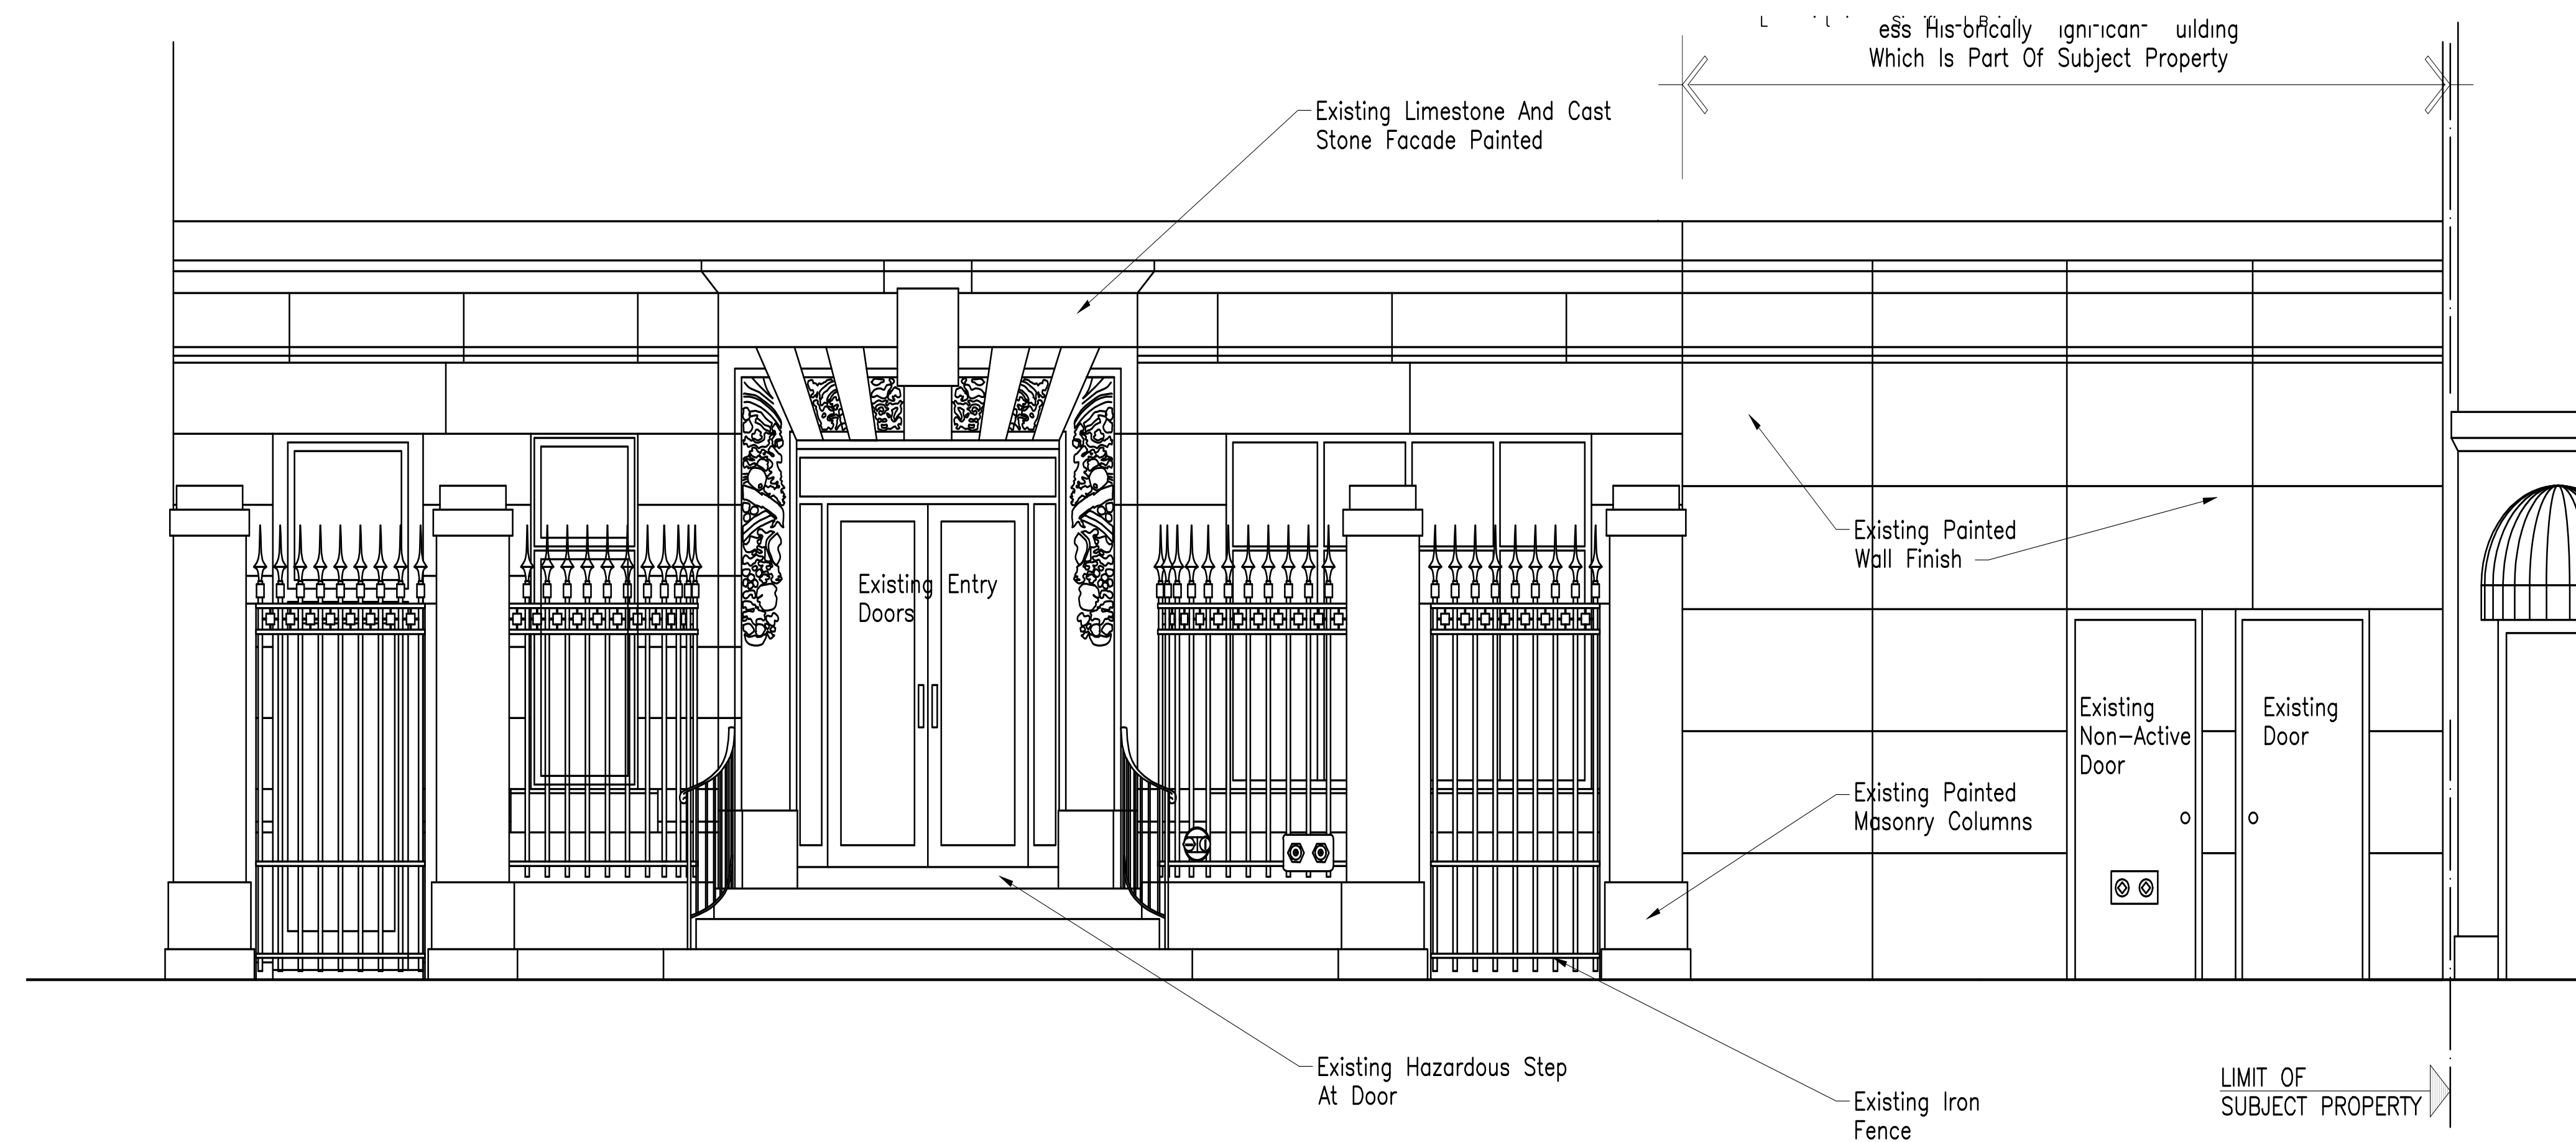 Which Is Part Of Subject Property
Existing Limestone And Cast
Stone Facade Painted
Existing Painted
Wall Finish
Existing Entry
Doors
Existing
Non-Active
Door
Existing
Door
Existing Painted
Masonry Columns
Existing Hazardous Step
At Door
Existing Iron
Fence
LIMIT OF
SUBJECT PROPERTY